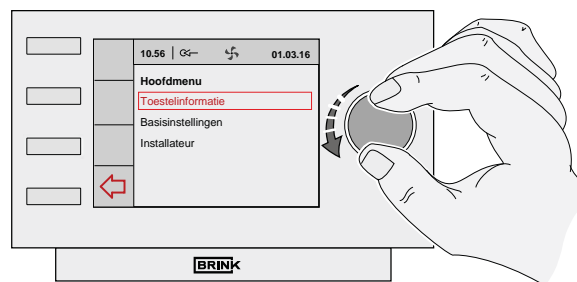 10.56 01.03.16
Hoofdmenu
Toestelinformatie
Basisinstellingen
Installateur
BRINK